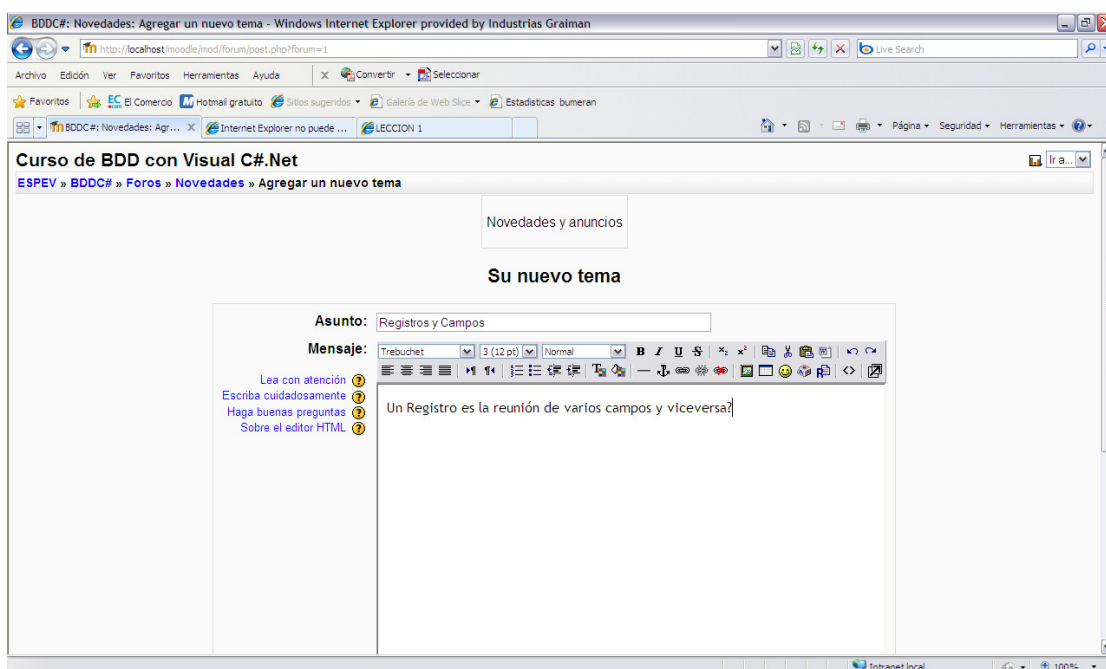 BDDC#: Novedades: Agregar un nuevo tema - Windows Internet Explorer provided by Industrias Graiman
http://localhost/moodle/mod/forum/post.php?forum=1
Live Search
Archivo Edición Ver Favoritos Herramientas Ayuda x Convertir Seleccionar
Favoritos EC El Comercio M Hotmail gratuito Sitios sugeridos Galería de Web Slice Estadisticas bumeran
BDDC#: Novedades: Agr... X Internet Explorer no puede ... LECCION 1 Página Seguridad Herramientas
Curso de BDD con Visual C#.Net Ir a...
ESPEV » BDDC# » Foros » Novedades » Agregar un nuevo tema
Novedades y anuncios
Su nuevo tema
Asunto: Registros y Campos
Mensaje: Trebuchet 3 (12 pt) Normal B I U S x₂ x²
Lea con atención ?
Escriba cuidadosamente ?
Haga buenas preguntas ?
Sobre el editor HTML ?
Un Registro es la reunión de varios campos y viceversa?
Intranet local 100%